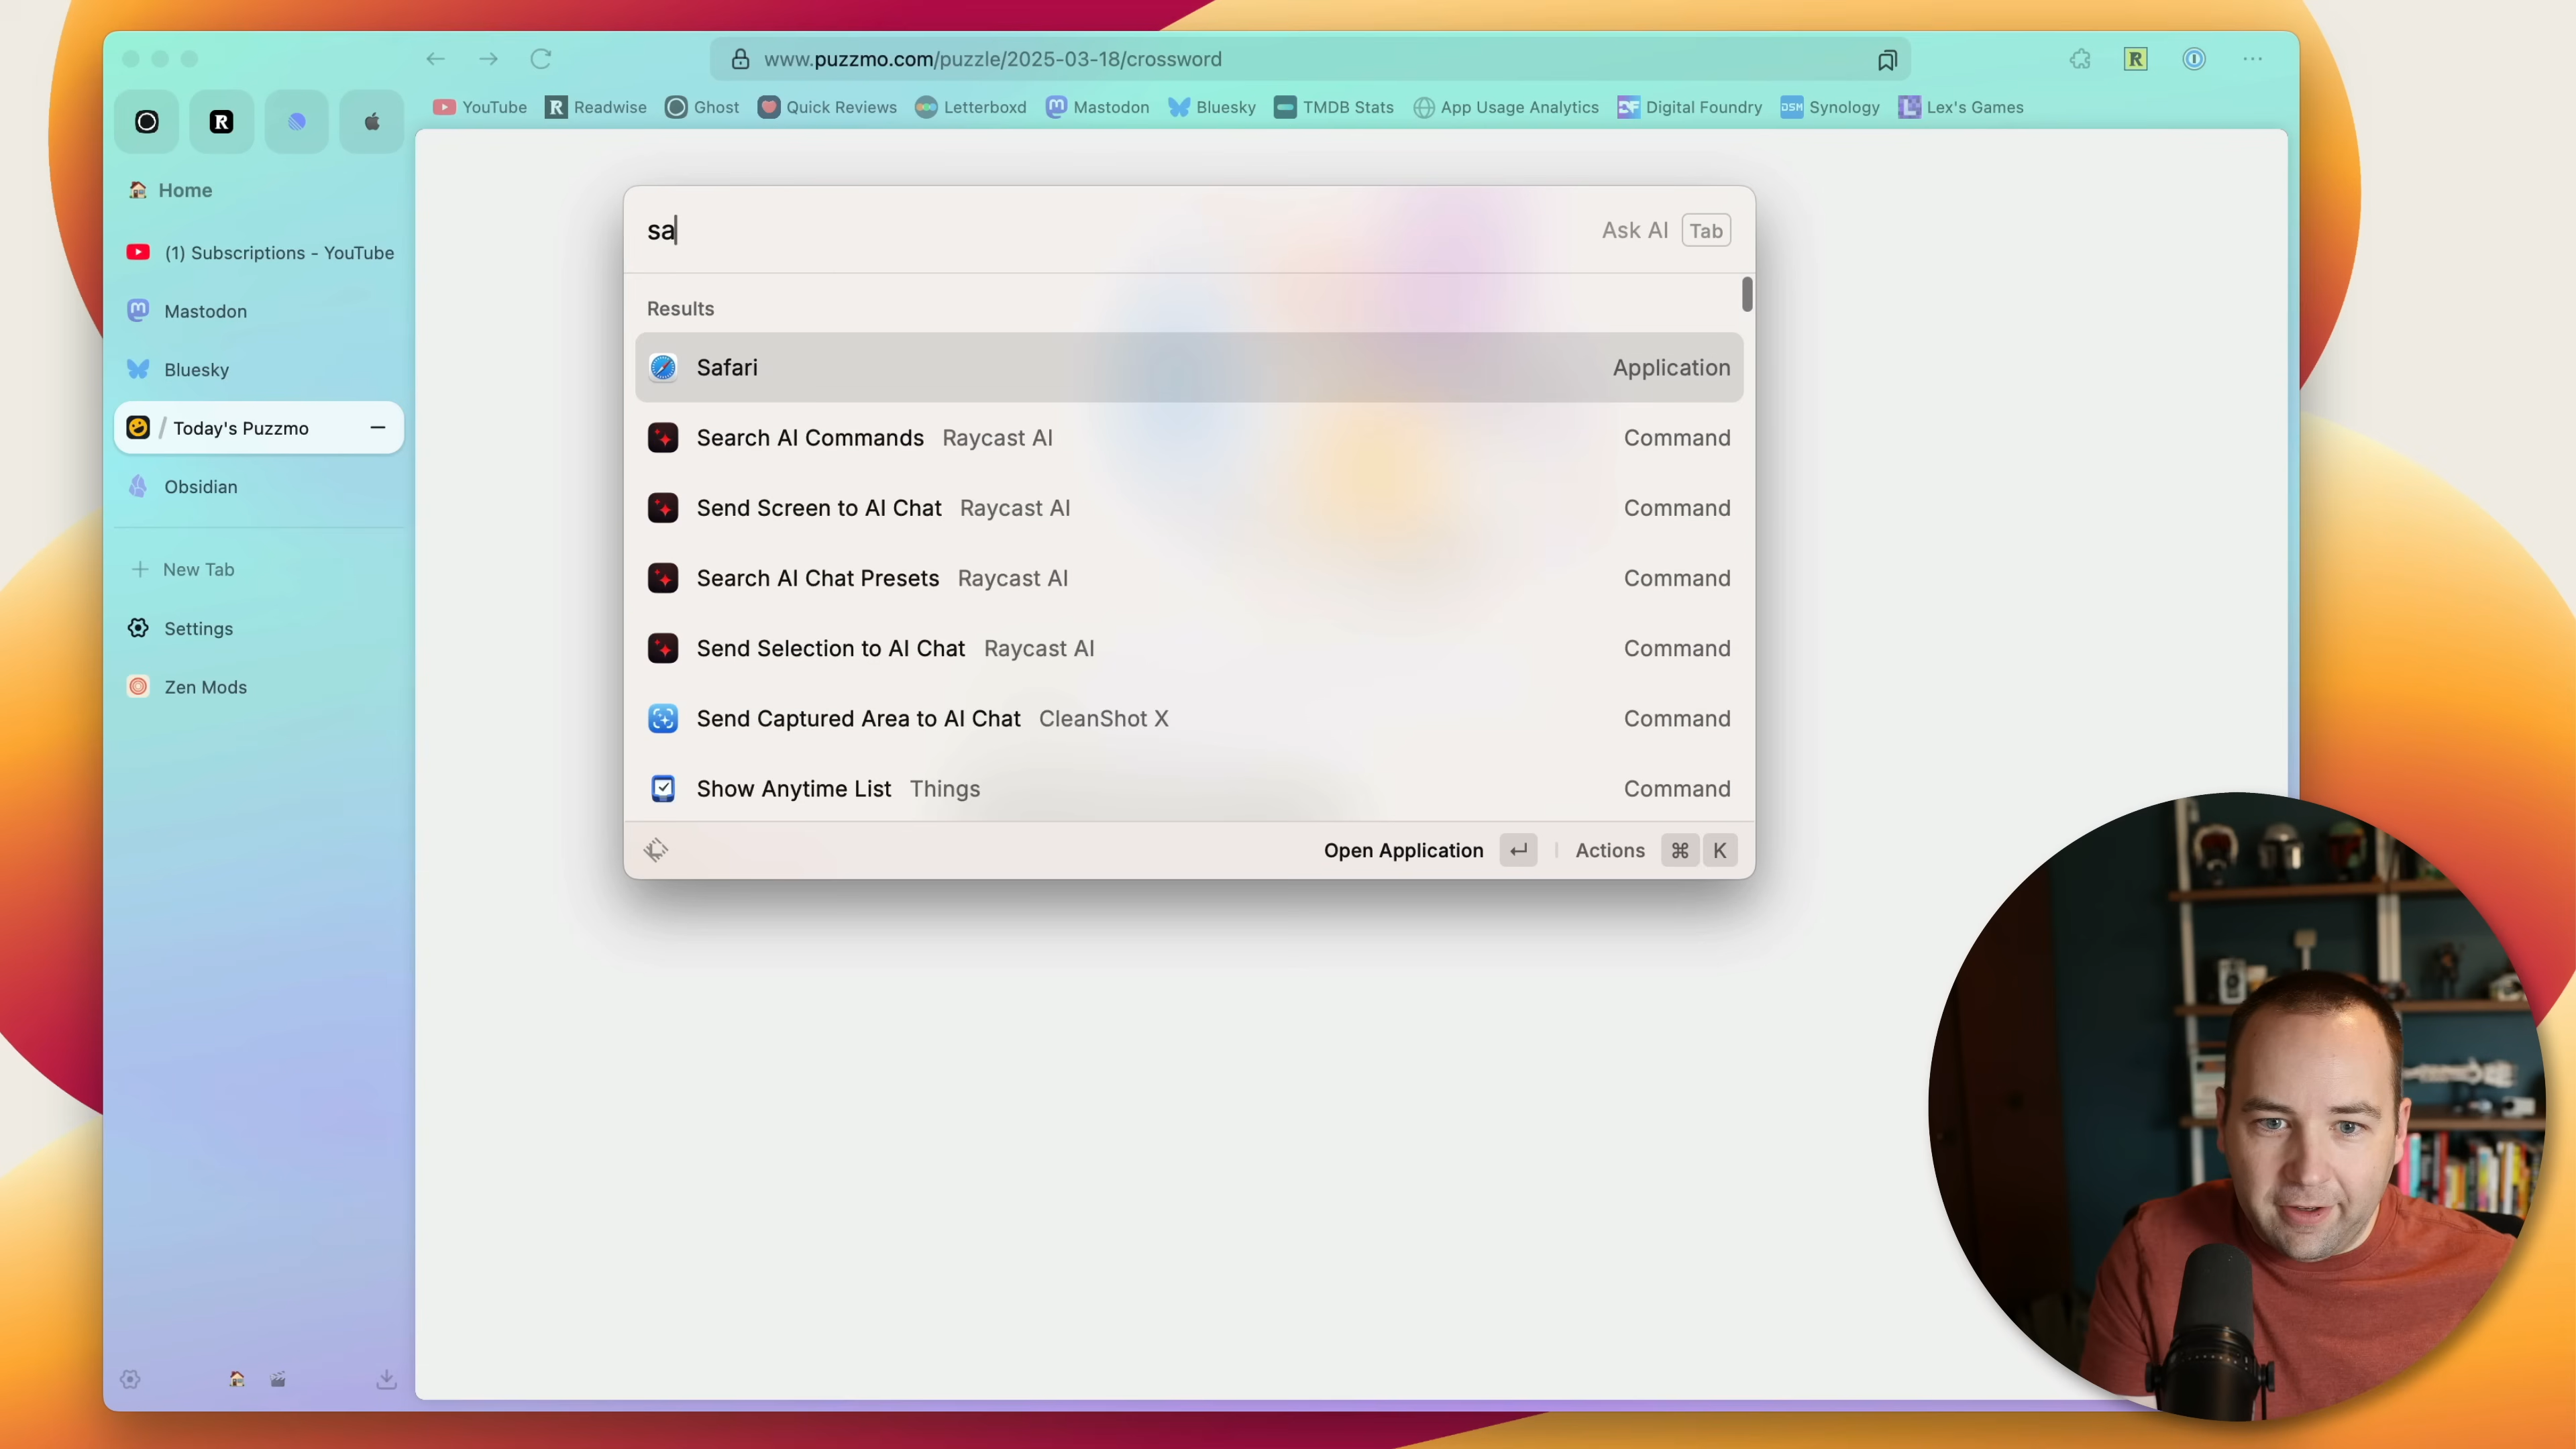 www.puzzmo.com/puzzle/2025-03-18/crossword
R
YouTube
R Readwise
Ghost
Quick Reviews
Letterboxd
Mastodon
Bluesky
TMDB Stats
App Usage Analytics
DF Digital Foundry
DSM Synology
L Lex's Games
R
Home
(1) Subscriptions - YouTube
Mastodon
Bluesky
/ Today's Puzzmo
Obsidian
New Tab
Settings
Zen Mods
sa
Ask AI Tab
Results
Safari Application
Search AI Commands Raycast AI Command
Send Screen to AI Chat Raycast AI Command
Search AI Chat Presets Raycast AI Command
Send Selection to AI Chat Raycast AI Command
Send Captured Area to AI Chat CleanShot X Command
Show Anytime List Things Command
Open Application ↵ Actions ⌘ K